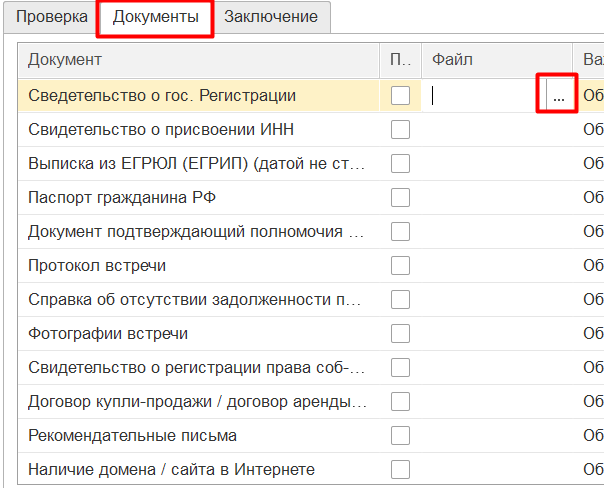 Проверка Документы Заключение
Документ П.. Файл Ва
Сведетельство о гос. Регистрации ... Об
Свидетельство о присвоении ИНН Об
Выписка из ЕГРЮЛ (ЕГРИП) (датой не ст... Об
Паспорт гражданина РФ Об
Документ подтверждающий полномочия ... Об
Протокол встречи Об
Справка об отсутствии задолженности п... Об
Фотографии встречи Об
Свидетельство о регистрации права соб-... Об
Договор купли-продажи / договор аренды... Об
Рекомендательные письма Об
Наличие домена / сайта в Интернете Об